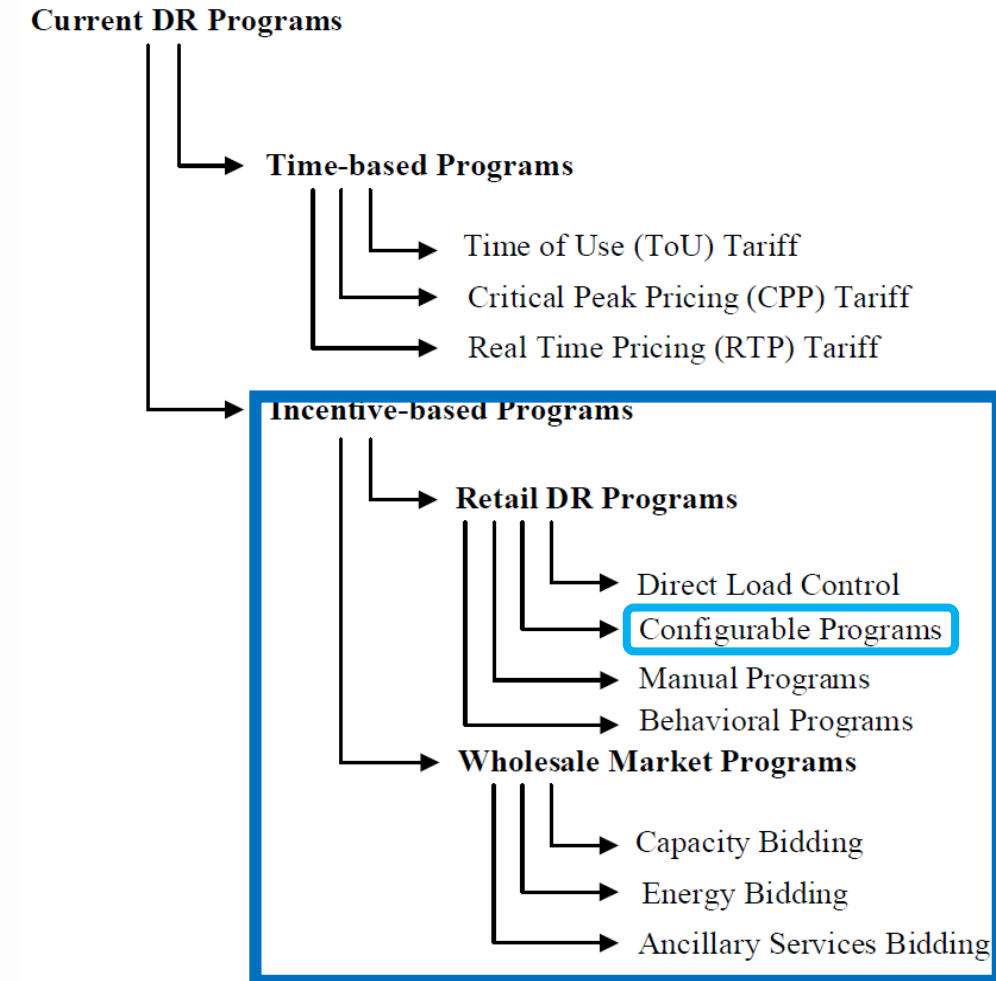 Current DR Programs
Time-based Programs
Time of Use (ToU) Tariff
Critical Peak Pricing (CPP) Tariff
Real Time Pricing (RTP) Tariff
Incentive-based Programs
Retail DR Programs
Direct Load Control
Configurable Programs
Manual Programs
Behavioral Programs
Wholesale Market Programs
Capacity Bidding
Energy Bidding
Ancillary Services Bidding